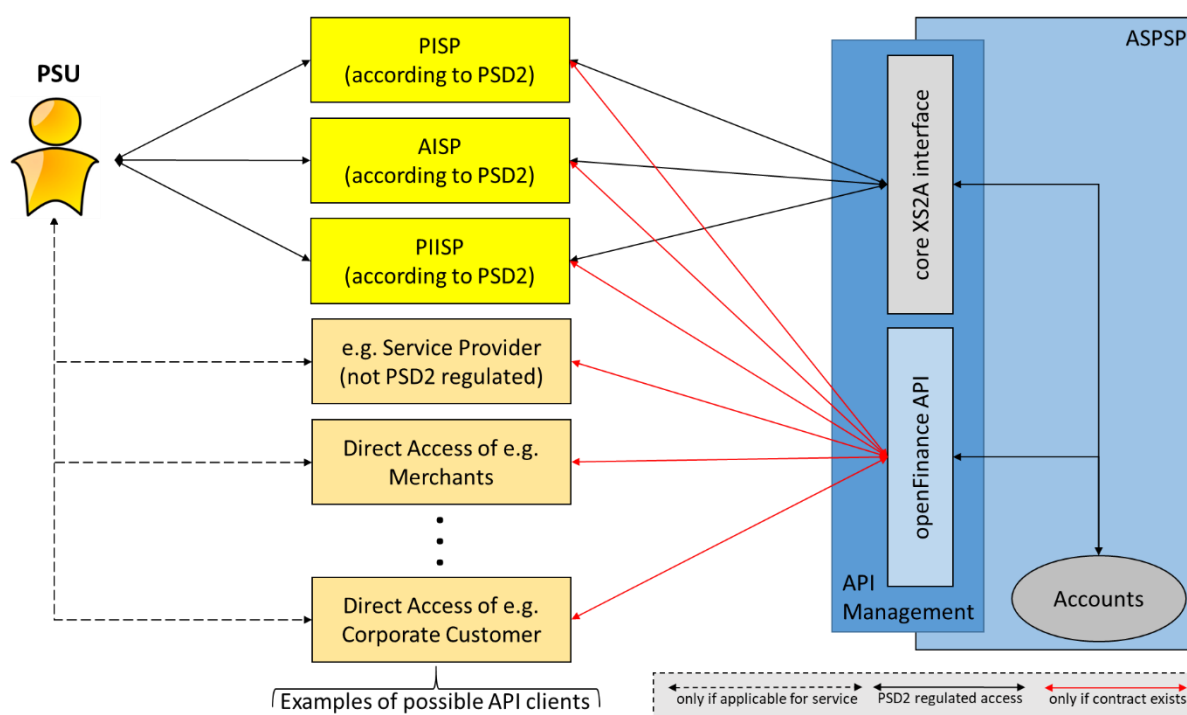 PSU
PISP
(according to PSD2)
AISP
(according to PSD2)
PIISP
(according to PSD2)
e.g. Service Provider
(not PSD2 regulated)
Direct Access of e.g.
Merchants
Direct Access of e.g.
Corporate Customer
Examples of possible API clients
ASPSP
core XS2A interface
openFinance API
API
Management
Accounts
only if applicable for service
PSD2 regulated access
only if contract exists